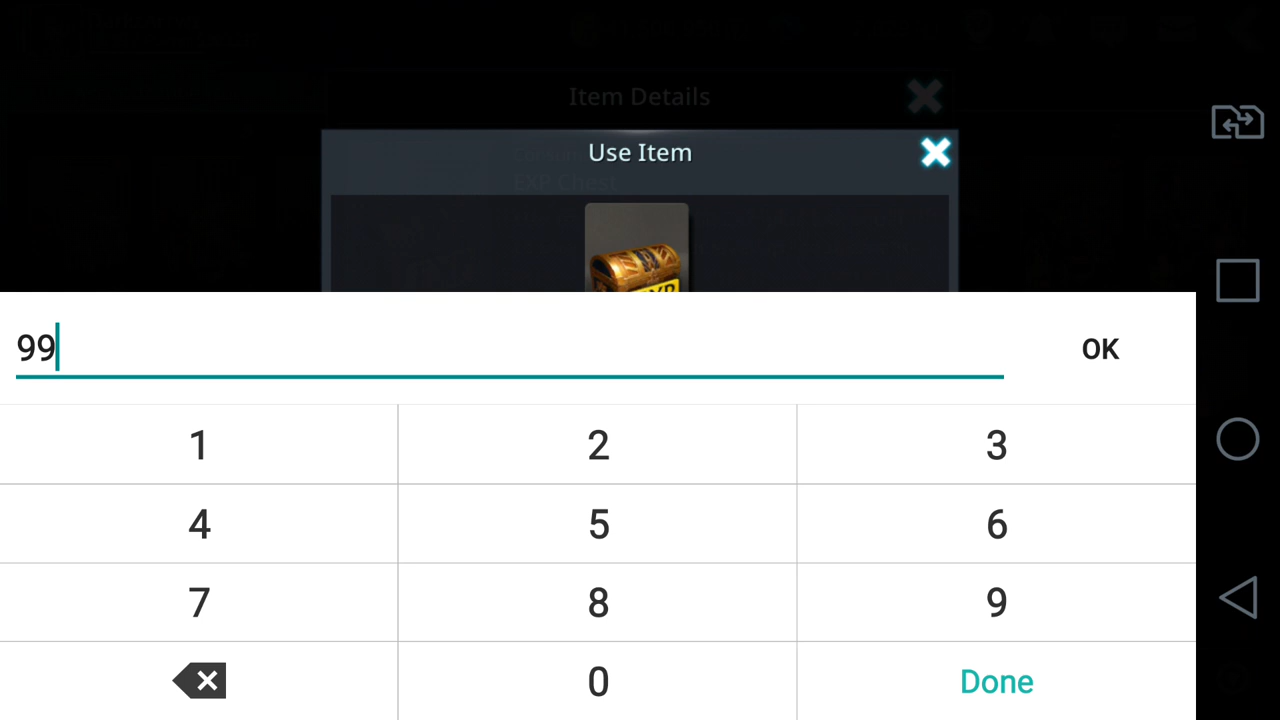 Item Details
Use Item
EXP Chest
99
OK
1 2 3
4 5 6
7 8 9
0 Done